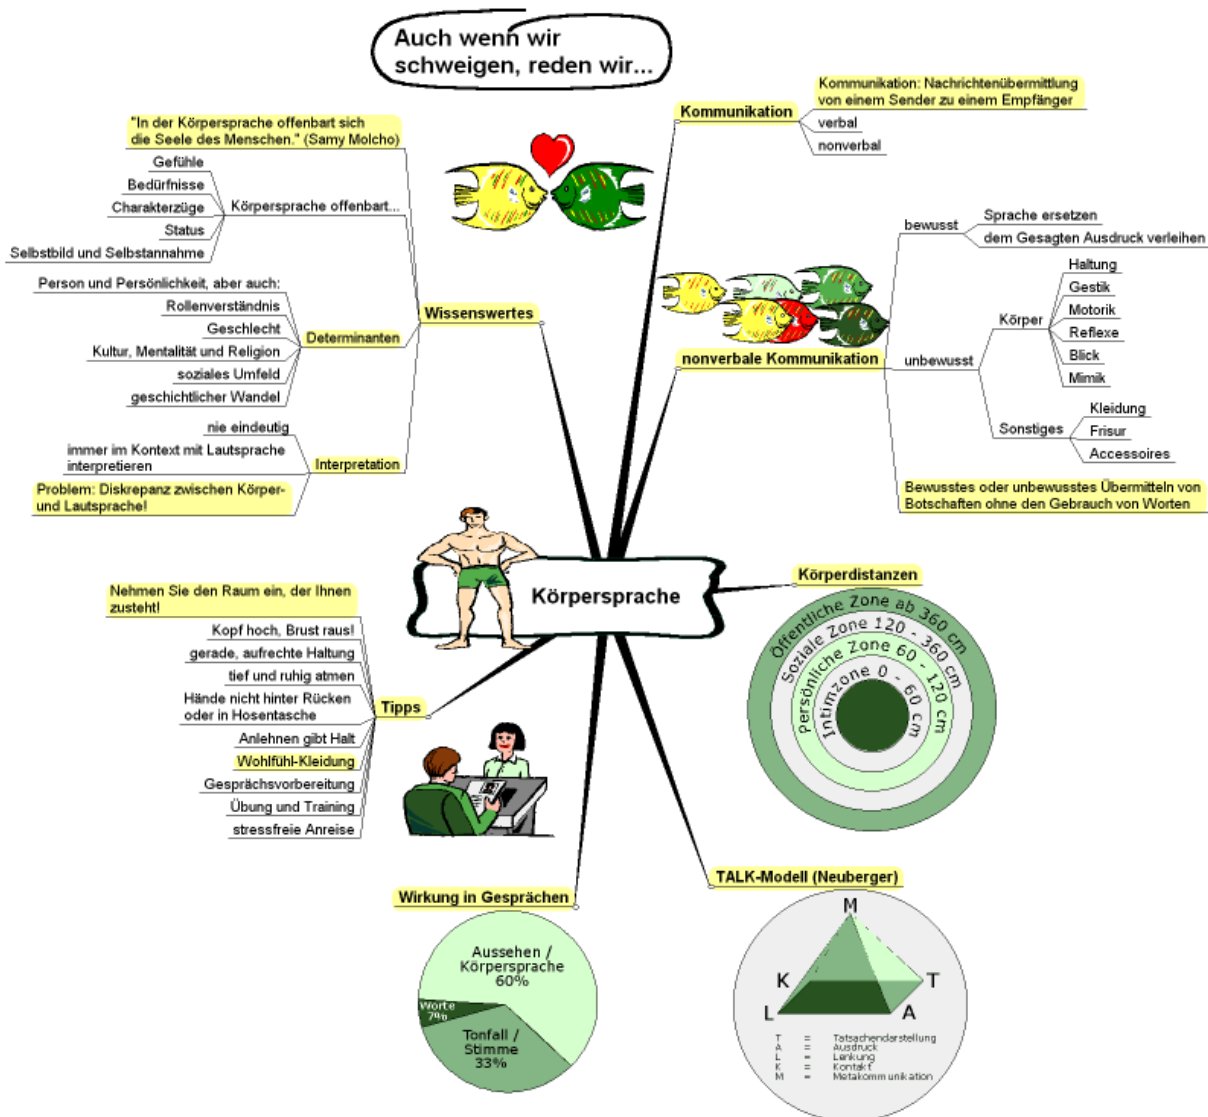 Auch wenn wir
schweigen, reden wir...
Kommunikation
Kommunikation: Nachrichtenübermittlung
von einem Sender zu einem Empfänger
verbal
nonverbal
nonverbale Kommunikation
bewusst
Sprache ersetzen
dem Gesagten Ausdruck verleihen
unbewusst
Körper
Haltung
Gestik
Motorik
Reflexe
Blick
Mimik
Sonstiges
Kleidung
Frisur
Accessoires
Bewusstes oder unbewusstes Übermitteln von
Botschaften ohne den Gebrauch von Worten
Wissenswertes
"In der Körpersprache offenbart sich
die Seele des Menschen." (Samy Molcho)
Körpersprache offenbart...
Gefühle
Bedürfnisse
Charakterzüge
Status
Selbstbild und Selbstannahme
Determinanten
Person und Persönlichkeit, aber auch:
Rollenverständnis
Geschlecht
Kultur, Mentalität und Religion
soziales Umfeld
geschichtlicher Wandel
Interpretation
nie eindeutig
immer im Kontext mit Lautsprache
interpretieren
Problem: Diskrepanz zwischen Körper-
und Lautsprache!
Körpersprache
Körperdistanzen
Öffentliche Zone ab 360 cm
Soziale Zone 120 - 360 cm
Persönliche Zone 60 - 120 cm
Intimzone 0 - 60 cm
Tipps
Nehmen Sie den Raum ein, der Ihnen
zusteht!
Kopf hoch, Brust raus!
gerade, aufrechte Haltung
tief und ruhig atmen
Hände nicht hinter Rücken
oder in Hosentasche
Anlehnen gibt Halt
Wohlfühl-Kleidung
Gesprächsvorbereitung
Übung und Training
stressfreie Anreise
Wirkung in Gesprächen
Aussehen /
Körpersprache
60%
Worte
7%
Tonfall /
Stimme
33%
TALK-Modell (Neuberger)
M
K
T
L
A
T = Tatsachendarstellung
A = Ausdruck
L = Lenkung
K = Kontakt
M = Metakommunikation